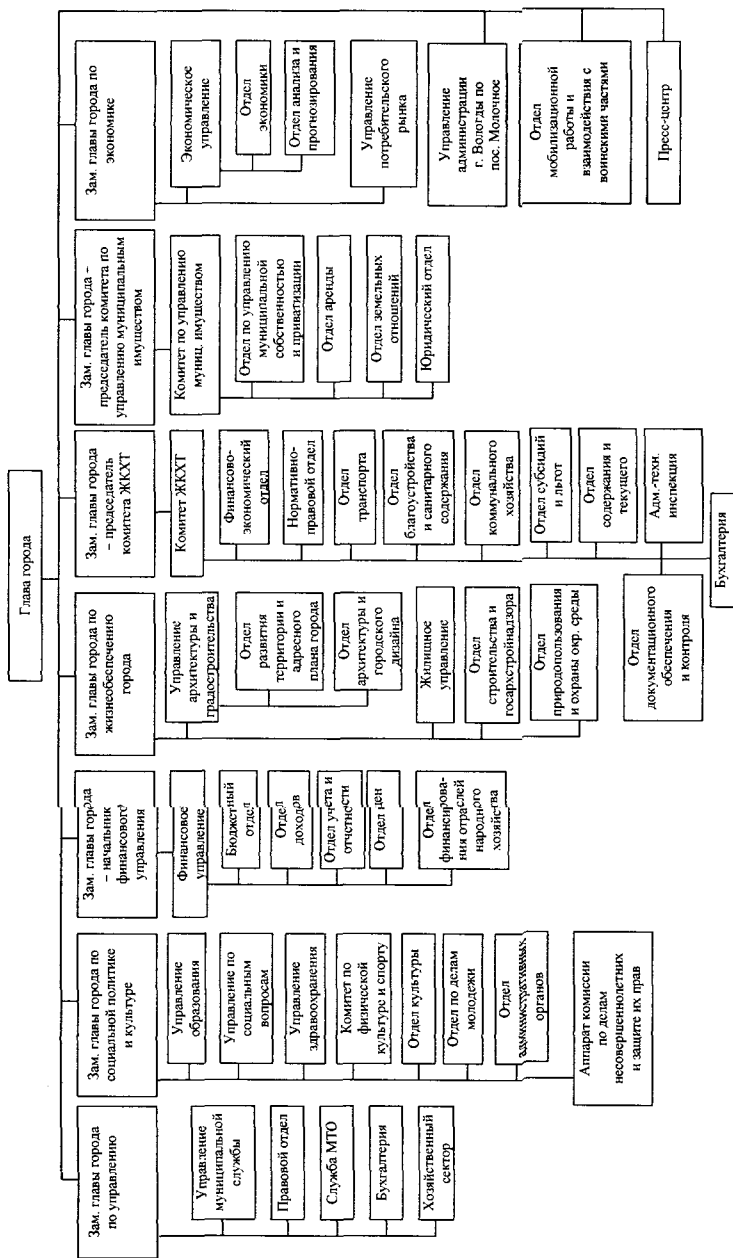 Глава города
Зам. главы города
по управлению
Управление
муниципальной
службы
Правовой отдел
Служба МТО
Бухгалтерия
Хозяйственный
сектор
Зам. главы города по
социальной политике
и культуре
Управление
образования
Управление по
социальным
вопросам
Управление
здравоохранения
Комитет по
физической
культуре и спорту
Отдел культуры
Отдел по делам
молодежи
Отдел
административных
органов
Аппарат комиссии
по делам
несовершеннолетних
и защите их прав
Зам. главы города
– начальник
финансового
управления
Финансовое
управление
Бюджетный
отдел
Отдел
доходов
Отдел учета и
отчетности
Отдел цен
Отдел
финансирова-
ния отраслей
народного
хозяйства
Зам. главы города по
жизнеобеспечению
города
Управление
архитектуры и
градостроительства
Отдел
развития
территории и
адресного
плана города
Отдел
архитектуры и
городского
дизайна
Жилищное
управление
Отдел
строительства и
госархстройнадзора
Отдел
природопользования
и охраны окр. среды
Зам. главы города
– председатель
комитета ЖКХТ
Комитет ЖКХТ
Финансово-
экономический
отдел
Нормативно-
правовой отдел
Отдел
транспорта
Отдел
благоустройства
и санитарного
содержания
Отдел
коммунального
хозяйства
Отдел субсидий
и льгот
Отдел
содержания и
текущего
Адм.-техн.
инспекция
Отдел
документационного
обеспечения
и контроля
Бухгалтерия
Зам. главы города –
председатель комитета по
управлению муниципальным
имуществом
Комитет по управлению
муниц. имуществом
Отдел по управлению
муниципальной
собственностью
и приватизации
Отдел аренды
Отдел земельных
отношений
Юридический отдел
Зам. главы города по
экономике
Экономическое
управление
Отдел
экономики
Отдел анализа и
прогнозирования
Управление
потребительского
рынка
Управление
администрации
г. Вологды по
пос. Молочное
Отдел
мобилизационной
работы и
взаимодействия с
воинскими частями
Пресс-центр